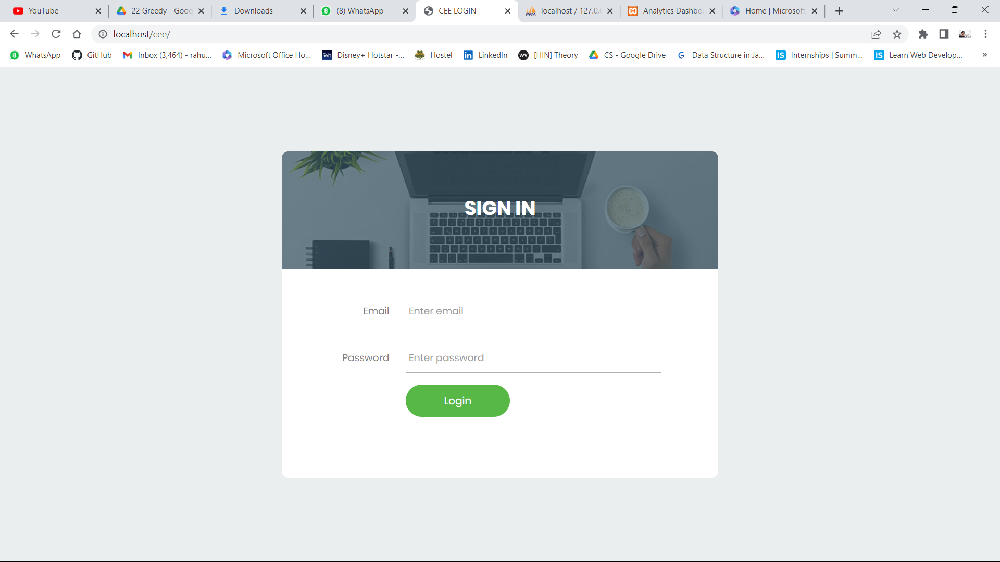 YouTube
22 Greedy - Goog
Downloads
(8) WhatsApp
CEE LOGIN
localhost / 127.0.
Analytics Dashbo
Home | Microsoft
localhost/cee/
WhatsApp
GitHub
Inbox (3,464) - rahu...
Microsoft Office Ho...
Disney+ Hotstar -...
Hostel
LinkedIn
[HIN] Theory
CS - Google Drive
Data Structure in Ja...
Internships | Summ...
Learn Web Develop...
»
SIGN IN
Email
Enter email
Password
Enter password
Login